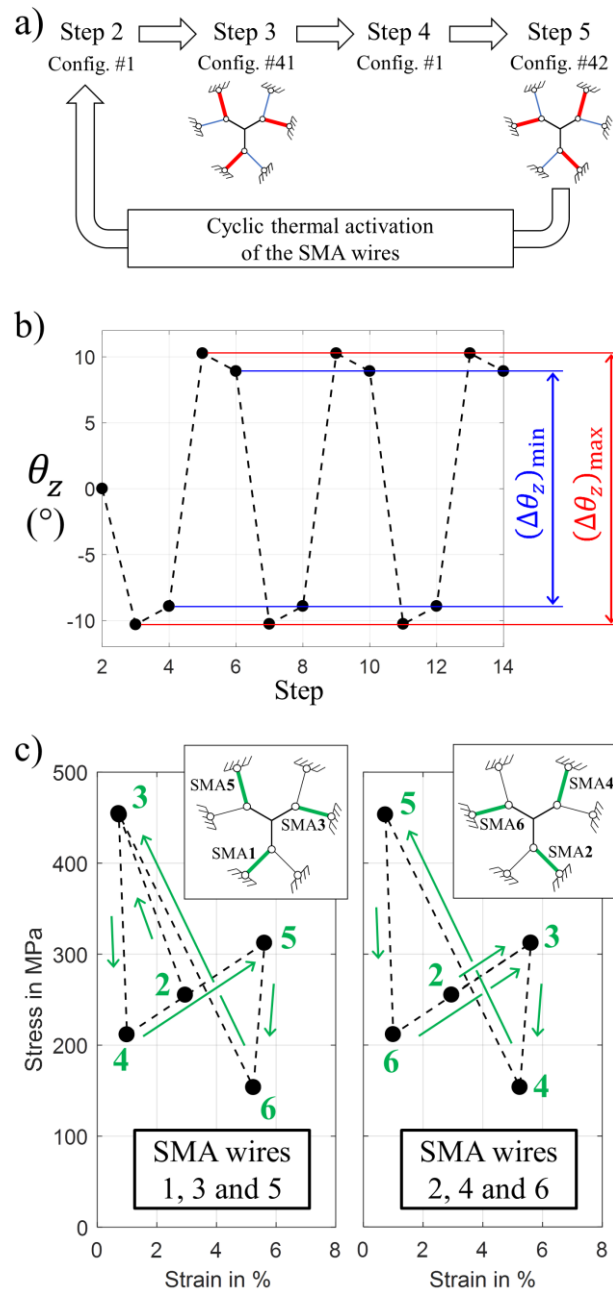 a)
Step 2
Step 3
Step 4
Step 5
Config. #1
Config. #41
Config. #1
Config. #42
Cyclic thermal activation
of the SMA wires
b)
10
5
0
-5
-10
θz
(°)
2
4
6
8
10
12
14
Step
(Δθz)min
(Δθz)max
c)
500
400
300
200
100
0
Stress in MPa
3
2
4
5
6
SMA5
SMA3
SMA1
SMA wires
1, 3 and 5
0
2
4
6
8
Strain in %
5
2
6
3
4
SMA4
SMA6
SMA2
SMA wires
2, 4 and 6
0
2
4
6
8
Strain in %